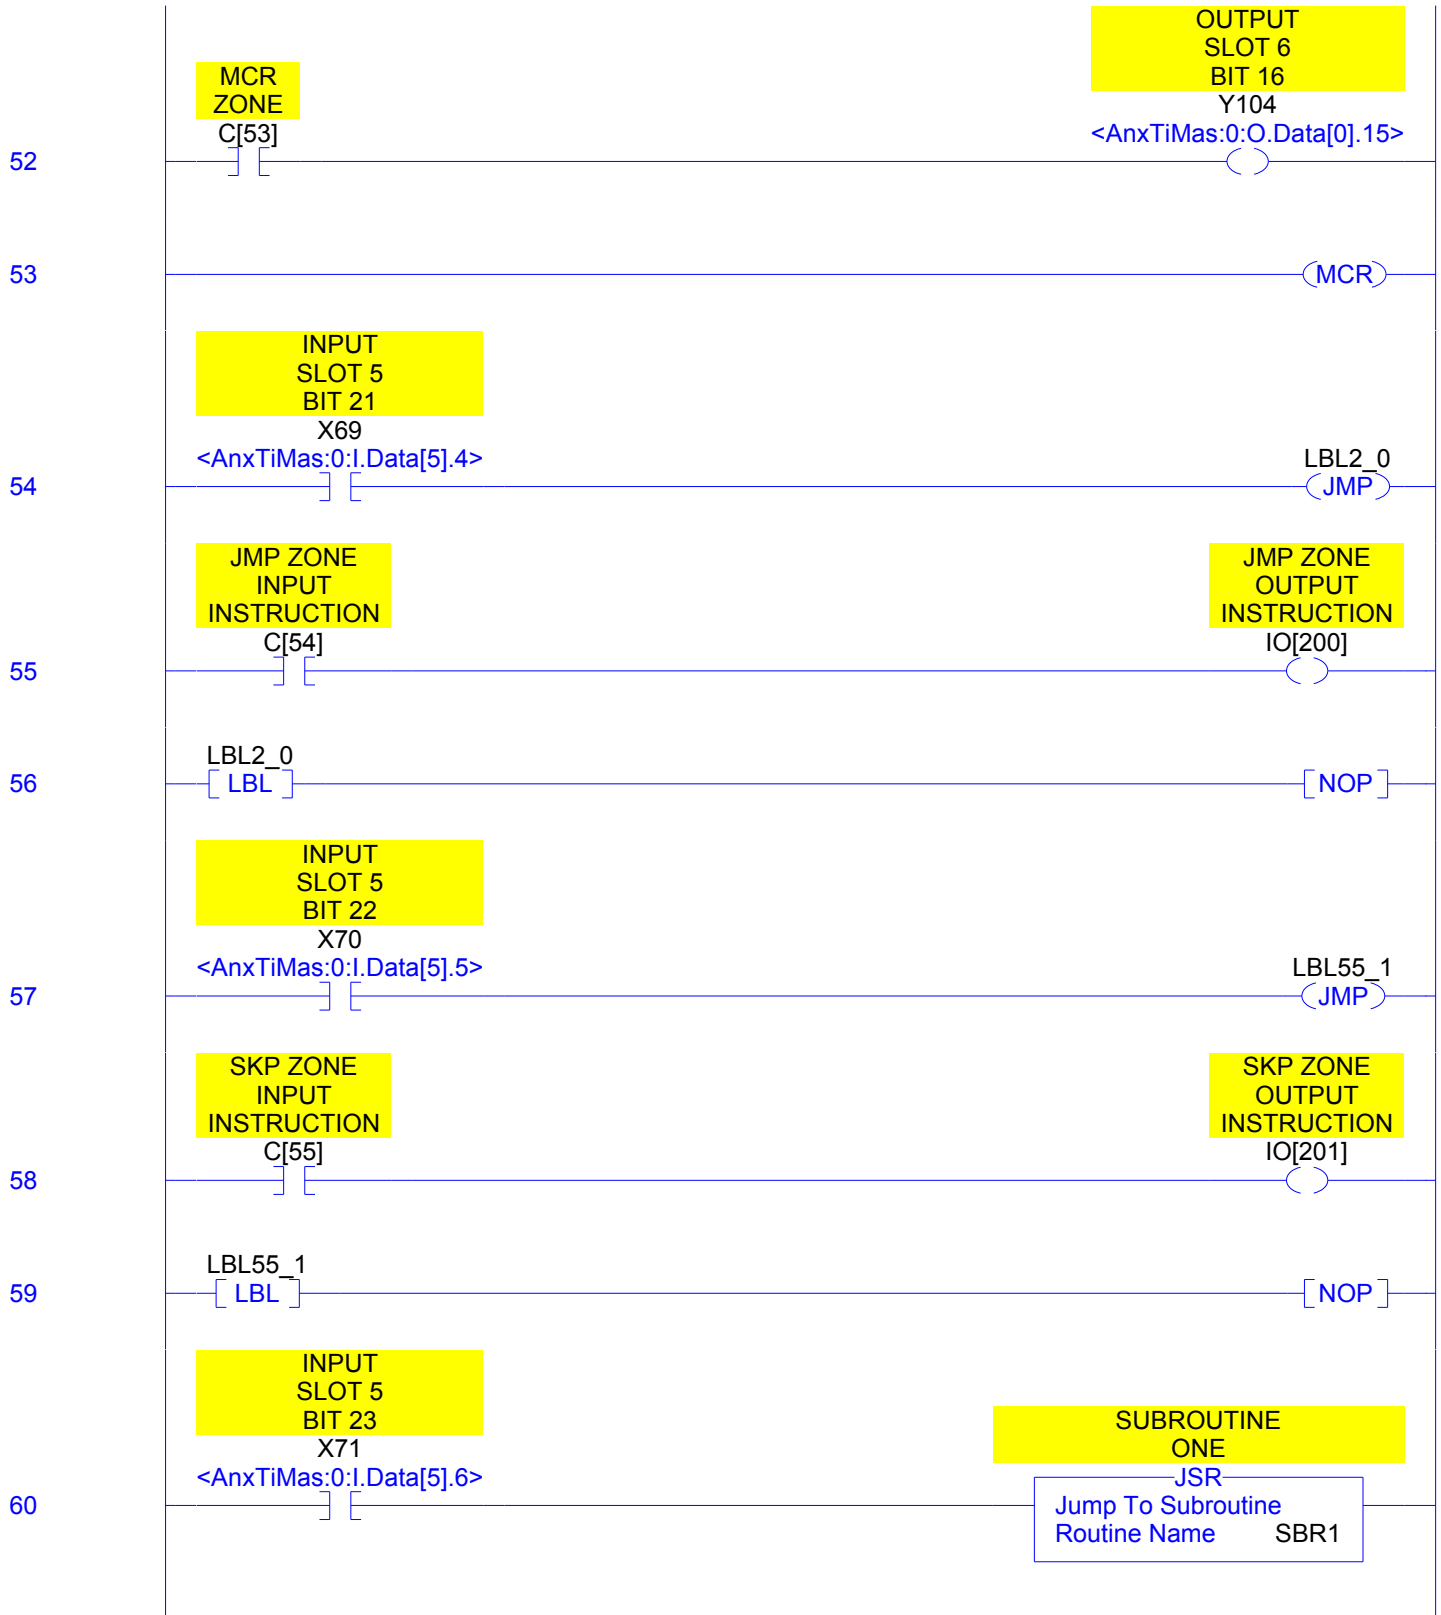 OUTPUT
SLOT 6
BIT 16
MCR
ZONE
Y104
C[53]
<AnxTiMas:0:O.Data[0].15>
52
53
MCR
INPUT
SLOT 5
BIT 21
X69
<AnxTiMas:0:I.Data[5].4>
LBL2_0
54
JMP
JMP ZONE
INPUT
INSTRUCTION
C[54]
JMP ZONE
OUTPUT
INSTRUCTION
IO[200]
55
LBL2_0
56
LBL
NOP
INPUT
SLOT 5
BIT 22
X70
<AnxTiMas:0:I.Data[5].5>
LBL55_1
57
JMP
SKP ZONE
INPUT
INSTRUCTION
C[55]
SKP ZONE
OUTPUT
INSTRUCTION
IO[201]
58
LBL55_1
59
LBL
NOP
INPUT
SLOT 5
BIT 23
X71
<AnxTiMas:0:I.Data[5].6>
SUBROUTINE
ONE
JSR
60
Jump To Subroutine
Routine Name SBR1